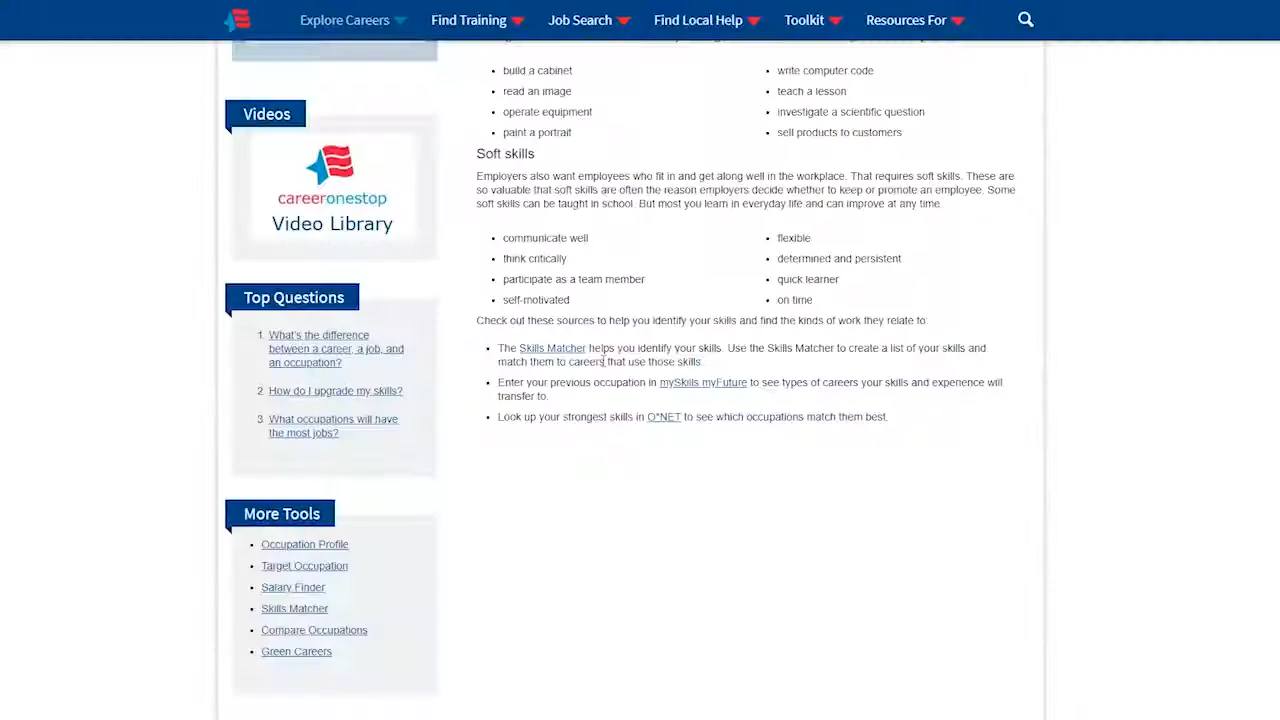 Explore Careers
Find Training
Job Search
Find Local Help
Toolkit
Resources For
build a cabinet
read an image
operate equipment
paint a portrait
write computer code
teach a lesson
investigate a scientific question
sell products to customers
Soft skills
Employers also want employees who fit in and get along well in the workplace. That requires soft skills. These are
so valuable that soft skills are often the reason employers decide whether to keep or promote an employee. Some
soft skills can be taught in school. But most you learn in everyday life and can improve at any time.
communicate well
think critically
participate as a team member
self-motivated
flexible
determined and persistent
quick learner
on time
Check out these sources to help you identify your skills and find the kinds of work they relate to:
The Skills Matcher helps you identify your skills. Use the Skills Matcher to create a list of your skills and
match them to careers that use those skills.
Enter your previous occupation in mySkills myFuture to see types of careers your skills and experience will
transfer to.
Look up your strongest skills in O*NET to see which occupations match them best.
Videos
careeronestop
Video Library
Top Questions
1. What's the difference
between a career, a job, and
an occupation?
2. How do I upgrade my skills?
3. What occupations will have
the most jobs?
More Tools
Occupation Profile
Target Occupation
Salary Finder
Skills Matcher
Compare Occupations
Green Careers